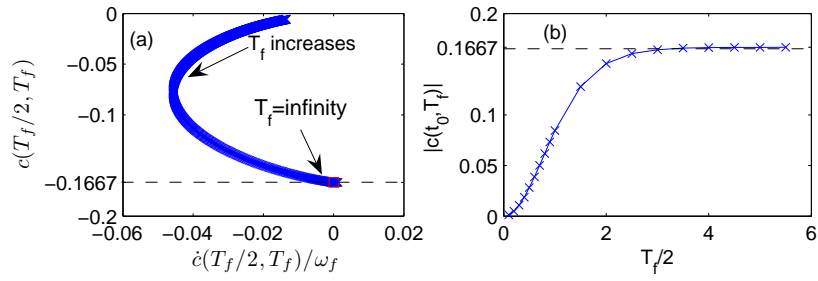 (a)
0
−0.05
−0.1
−0.1667
−0.2
c(T_f/2, T_f)
T_f increases
T_f=infinity
−0.06 −0.04 −0.02 0 0.02
ċ(T_f/2, T_f)/ω_f
(b)
0.2
0.1667
0.1
0.05
0
|c(t_0, T_f)|
0 2 4 6
T_f/2